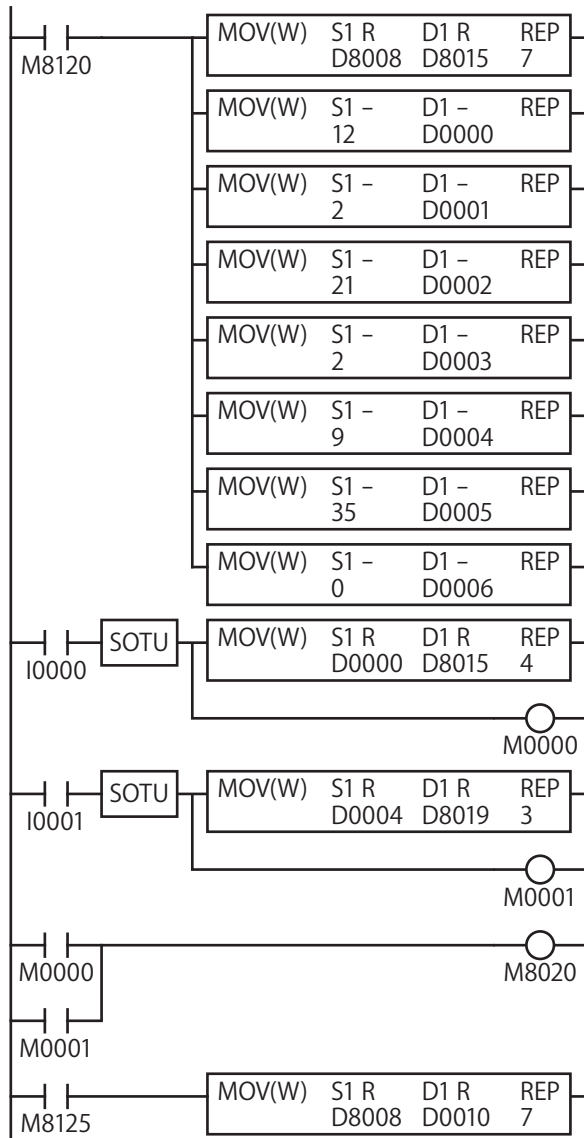 MOV(W) S1 R D1 R REP
D8008 D8015 7
M8120
MOV(W) S1 – D1 – REP
12 D0000
MOV(W) S1 – D1 – REP
2 D0001
MOV(W) S1 – D1 – REP
21 D0002
MOV(W) S1 – D1 – REP
2 D0003
MOV(W) S1 – D1 – REP
9 D0004
MOV(W) S1 – D1 – REP
35 D0005
MOV(W) S1 – D1 – REP
0 D0006
SOTU MOV(W) S1 R D1 R REP
I0000 D0000 D8015 4
M0000
SOTU MOV(W) S1 R D1 R REP
I0001 D0004 D8019 3
M0001
M0000 M8020
M0001
MOV(W) S1 R D1 R REP
M8125 D8008 D0010 7